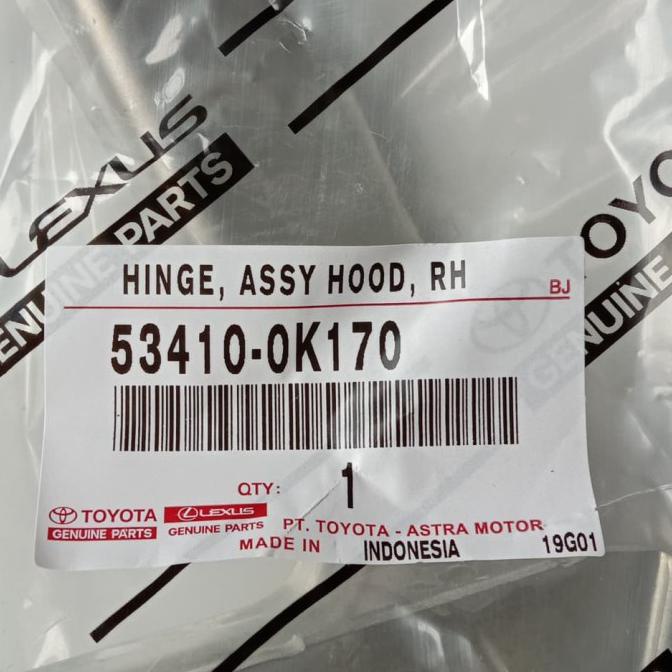 LEXUS
PARTS
GENUINE
TOYO
GENUINE
HINGE, ASSY HOOD, RH
BJ
53410-0K170
QTY: 1
TOYOTA
GENUINE PARTS
LEXUS
GENUINE PARTS
PT. TOYOTA - ASTRA MOTOR
MADE IN INDONESIA
19G01